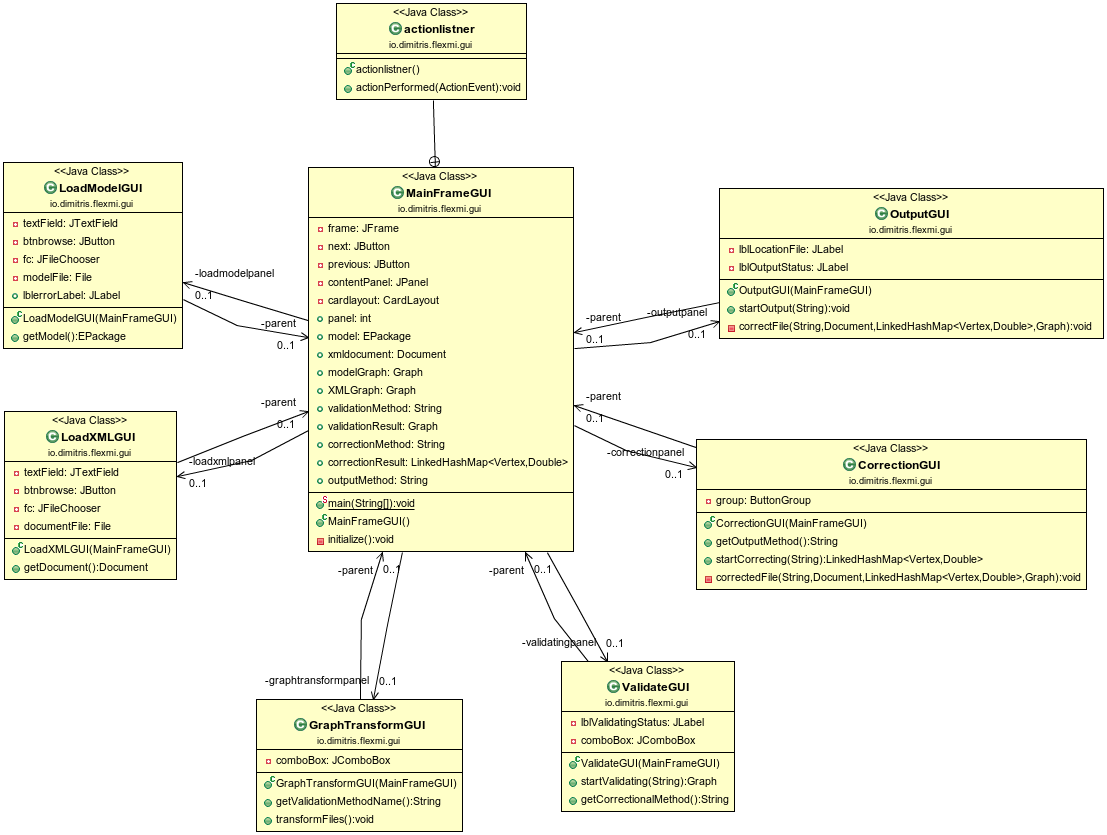 <<Java Class>>
actionlistner
io.dimitris.flexmi.gui
actionlistner()
actionPerformed(ActionEvent):void
<<Java Class>>
LoadModelGUI
io.dimitris.flexmi.gui
textField: JTextField
btnbrowse: JButton
fc: JFileChooser
modelFile: File
lblerrorLabel: JLabel
LoadModelGUI(MainFrameGUI)
getModel():EPackage
-loadmodelpanel
0..1
-parent
0..1
<<Java Class>>
MainFrameGUI
io.dimitris.flexmi.gui
frame: JFrame
next: JButton
previous: JButton
contentPanel: JPanel
cardlayout: CardLayout
panel: int
model: EPackage
xmldocument: Document
modelGraph: Graph
XMLGraph: Graph
validationMethod: String
validationResult: Graph
correctionMethod: String
correctionResult: LinkedHashMap<Vertex,Double>
outputMethod: String
main(String[]):void
MainFrameGUI()
initialize():void
<<Java Class>>
OutputGUI
io.dimitris.flexmi.gui
lblLocationFile: JLabel
lblOutputStatus: JLabel
OutputGUI(MainFrameGUI)
startOutput(String):void
correctFile(String,Document,LinkedHashMap<Vertex,Double>,Graph):void
-parent
0..1
-outputpanel
0..1
<<Java Class>>
LoadXMLGUI
io.dimitris.flexmi.gui
textField: JTextField
btnbrowse: JButton
fc: JFileChooser
documentFile: File
LoadXMLGUI(MainFrameGUI)
getDocument():Document
-parent
0..1
-loadxmlpanel
0..1
-parent
0..1
-correctionpanel
0..1
<<Java Class>>
CorrectionGUI
io.dimitris.flexmi.gui
group: ButtonGroup
CorrectionGUI(MainFrameGUI)
getOutputMethod():String
startCorrecting(String):LinkedHashMap<Vertex,Double>
correctedFile(String,Document,LinkedHashMap<Vertex,Double>,Graph):void
-parent
0..1
-graphtransformpanel
0..1
-parent
0..1
-validatingpanel
0..1
<<Java Class>>
GraphTransformGUI
io.dimitris.flexmi.gui
comboBox: JComboBox
GraphTransformGUI(MainFrameGUI)
getValidationMethodName():String
transformFiles():void
<<Java Class>>
ValidateGUI
io.dimitris.flexmi.gui
lblValidatingStatus: JLabel
comboBox: JComboBox
ValidateGUI(MainFrameGUI)
startValidating(String):Graph
getCorrectionalMethod():String